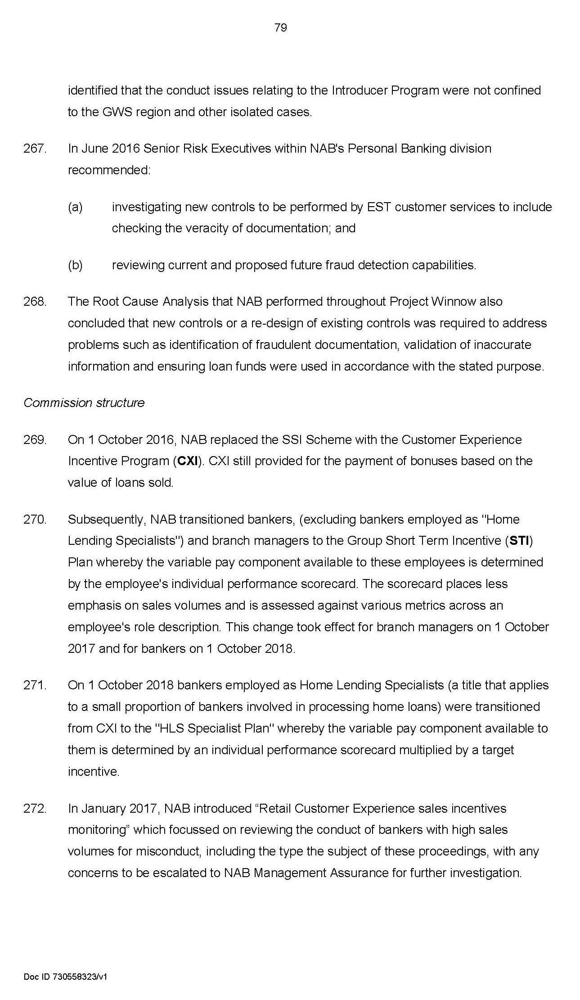 79
identified that the conduct issues relating to the Introducer Program were not confined
to the GWS region and other isolated cases.
267. In June 2016 Senior Risk Executives within NAB's Personal Banking division
recommended:
(a) investigating new controls to be performed by EST customer services to include
checking the veracity of documentation; and
(b) reviewing current and proposed future fraud detection capabilities.
268. The Root Cause Analysis that NAB performed throughout Project Winnow also
concluded that new controls or a re-design of existing controls was required to address
problems such as identification of fraudulent documentation, validation of inaccurate
information and ensuring loan funds were used in accordance with the stated purpose.
Commission structure
269. On 1 October 2016, NAB replaced the SSI Scheme with the Customer Experience
Incentive Program (CXI). CXI still provided for the payment of bonuses based on the
value of loans sold.
270. Subsequently, NAB transitioned bankers, (excluding bankers employed as "Home
Lending Specialists") and branch managers to the Group Short Term Incentive (STI)
Plan whereby the variable pay component available to these employees is determined
by the employee's individual performance scorecard. The scorecard places less
emphasis on sales volumes and is assessed against various metrics across an
employee's role description. This change took effect for branch managers on 1 October
2017 and for bankers on 1 October 2018.
271. On 1 October 2018 bankers employed as Home Lending Specialists (a title that applies
to a small proportion of bankers involved in processing home loans) were transitioned
from CXI to the "HLS Specialist Plan" whereby the variable pay component available to
them is determined by an individual performance scorecard multiplied by a target
incentive.
272. In January 2017, NAB introduced “Retail Customer Experience sales incentives
monitoring” which focussed on reviewing the conduct of bankers with high sales
volumes for misconduct, including the type the subject of these proceedings, with any
concerns to be escalated to NAB Management Assurance for further investigation.
Doc ID 730558323/v1